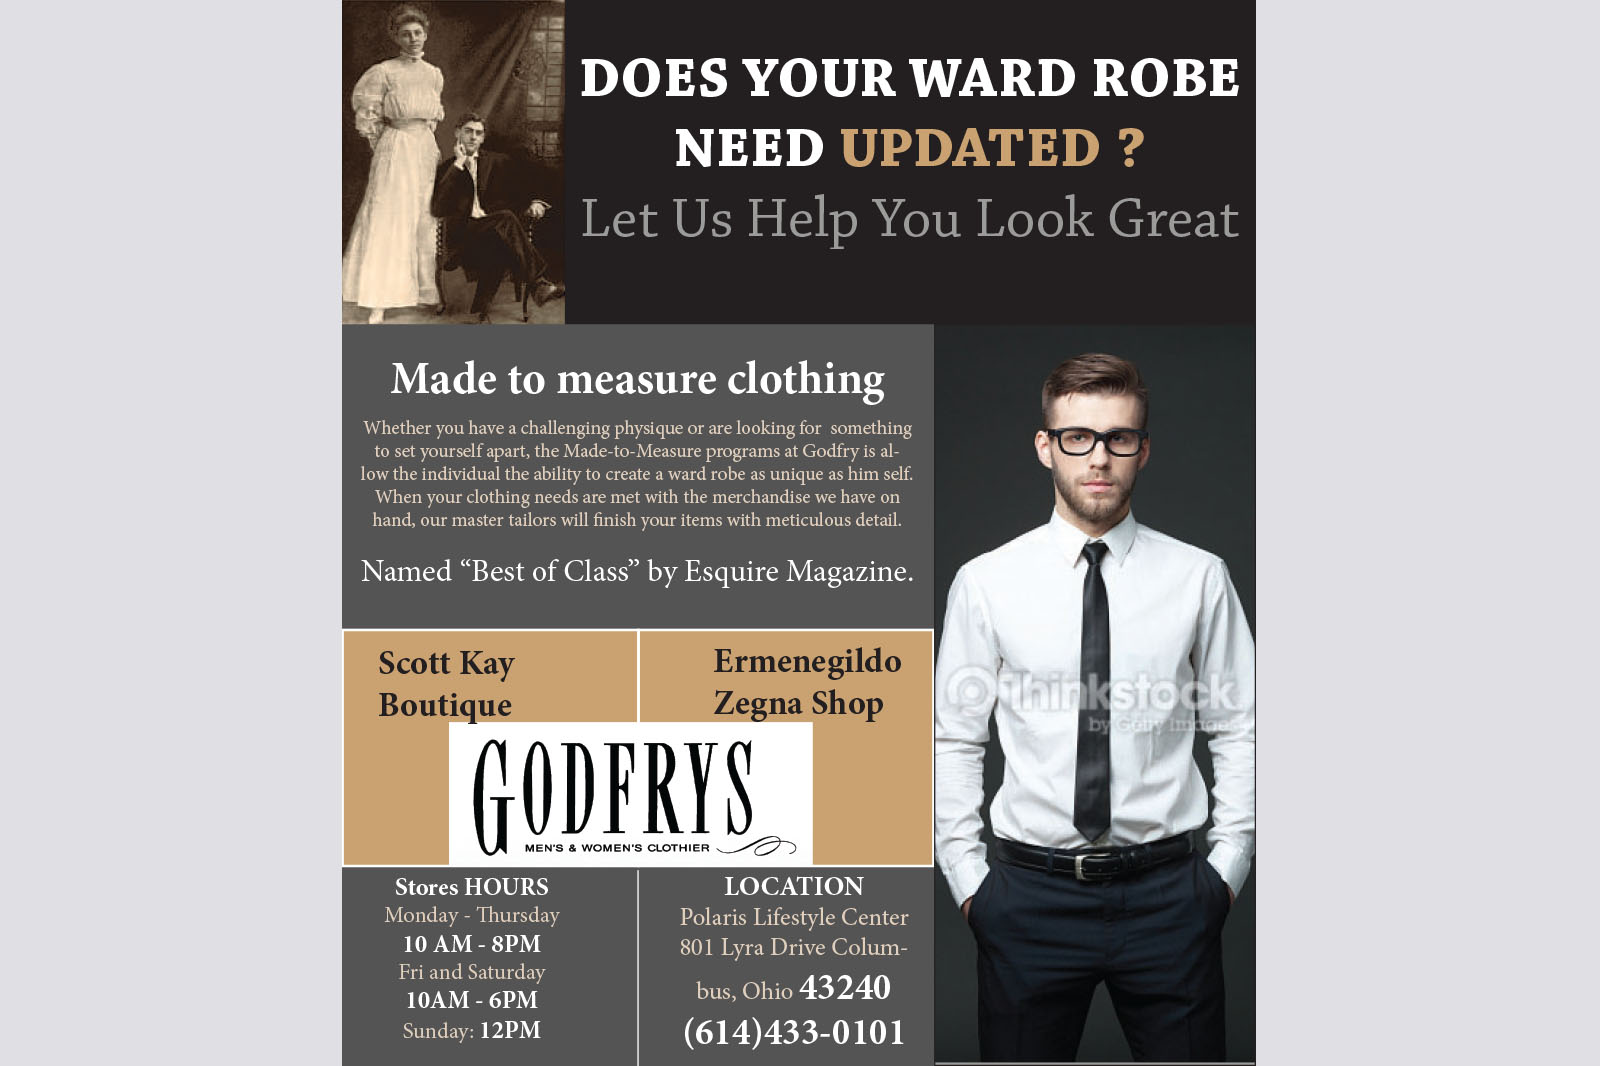 DOES YOUR WARD ROBE
NEED UPDATED ?
Let Us Help You Look Great
Made to measure clothing
Whether you have a challenging physique or are looking for something
to set yourself apart, the Made-to-Measure programs at Godfry is al-
low the individual the ability to create a ward robe as unique as him self.
When your clothing needs are met with the merchandise we have on
hand, our master tailors will finish your items with meticulous detail.
Named “Best of Class” by Esquire Magazine.
Scott Kay
Boutique
Ermenegildo
Zegna Shop
GODFRYS
MEN'S & WOMEN'S CLOTHIER
Stores HOURS
Monday - Thursday
10 AM - 8PM
Fri and Saturday
10AM - 6PM
Sunday: 12PM
LOCATION
Polaris Lifestyle Center
801 Lyra Drive Colum-
bus, Ohio 43240
(614)433-0101
thinkstock
by Getty Images